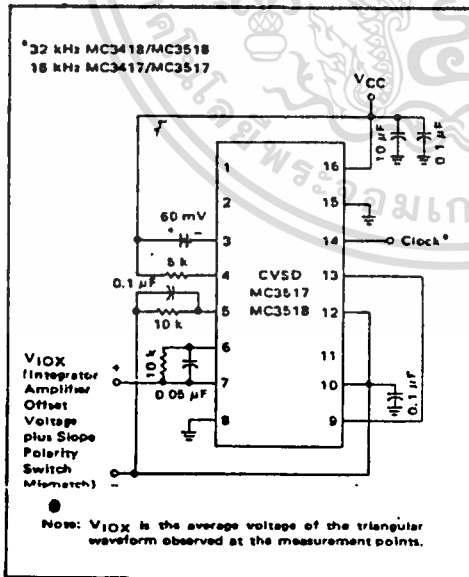 *32 kHz MC3418/MC3518
16 kHz MC3417/MC3517
VCC
10 µF
0.1 µF
1
16
2
15
60 mV
+
–
3
14
Clock*
5 k
4
13
0.1 µF
CVSD
MC3517
MC3518
5
12
10 k
6
11
10 k
0.05 µF
7
10
0.1 µF
8
9
VIOX
(Integrator
Amplifier
Offset
Voltage
plus Slope
Polarity
Switch
Mismatch)
+
–
Note: VIOX is the average voltage of the triangular
waveform observed at the measurement points.